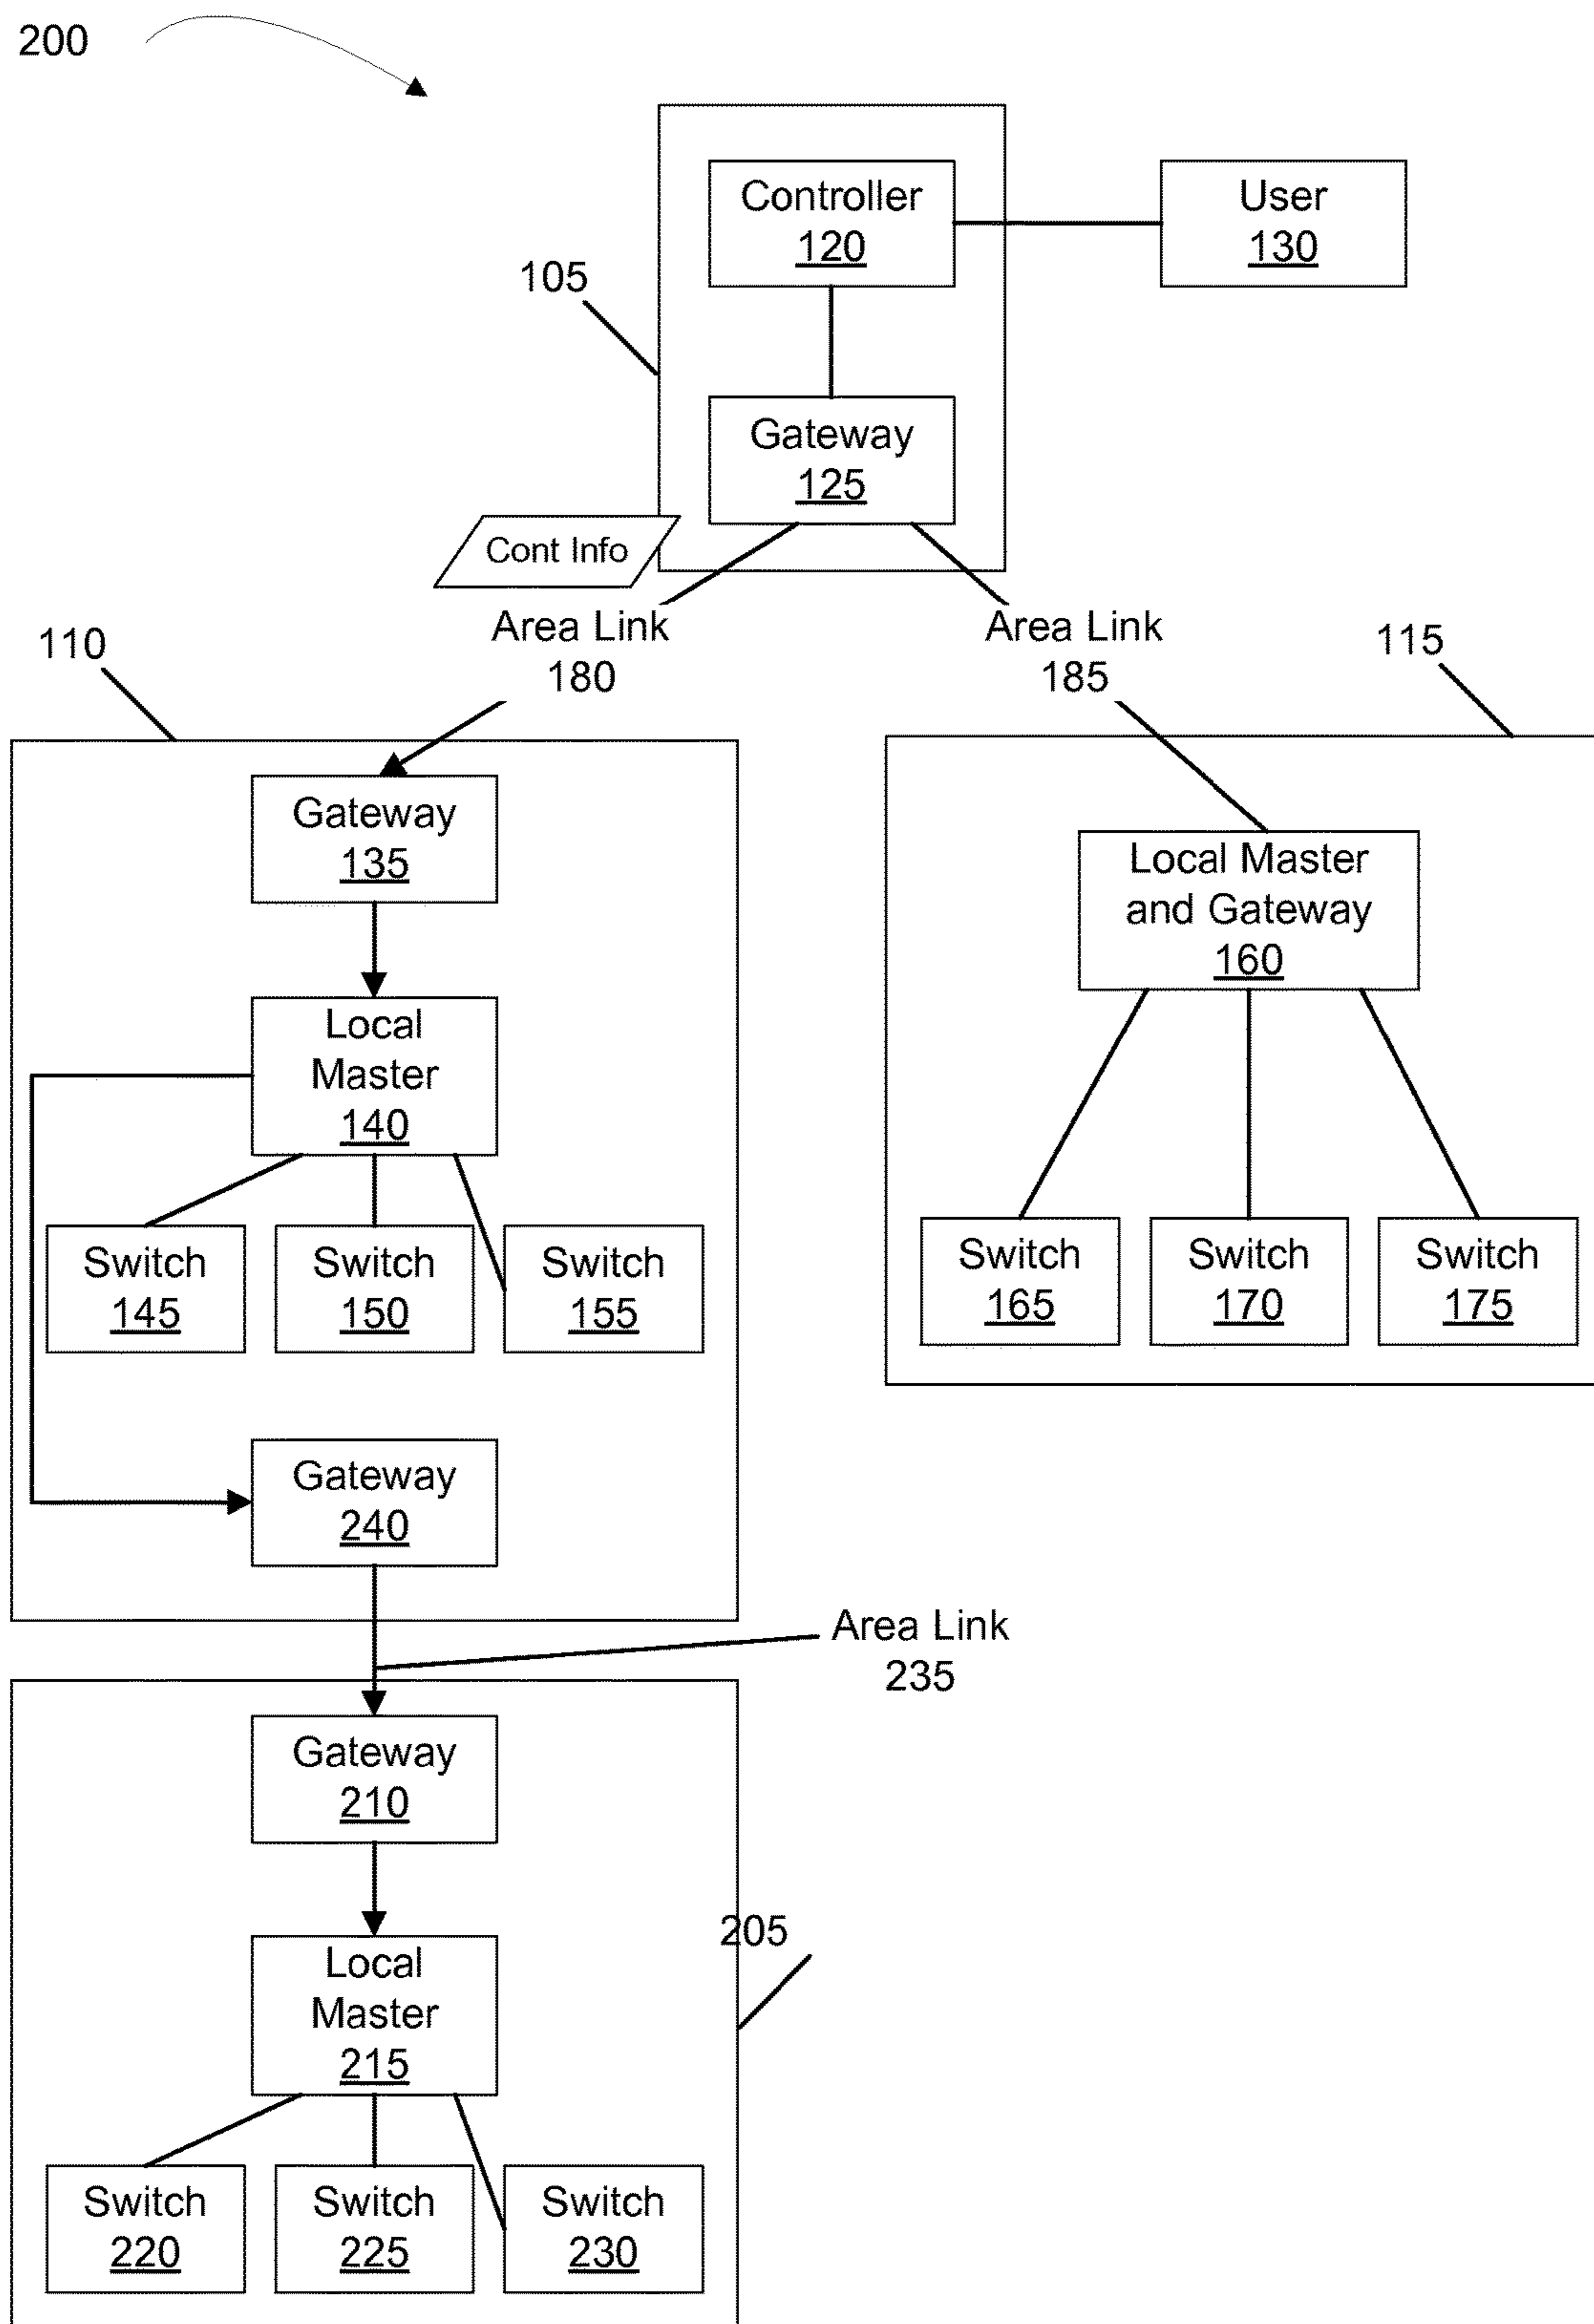 200
Controller
120
User
130
105
Gateway
125
Cont Info
Area Link
180
Area Link
185
110
115
Gateway
135
Local Master
and Gateway
160
Local
Master
140
Switch
145
Switch
150
Switch
155
Switch
165
Switch
170
Switch
175
Gateway
240
Area Link
235
Gateway
210
205
Local
Master
215
Switch
220
Switch
225
Switch
230